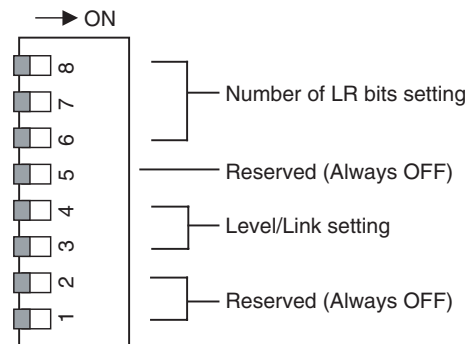 ON
8
7
Number of LR bits setting
6
5
Reserved (Always OFF)
4
Level/Link setting
3
2
Reserved (Always OFF)
1